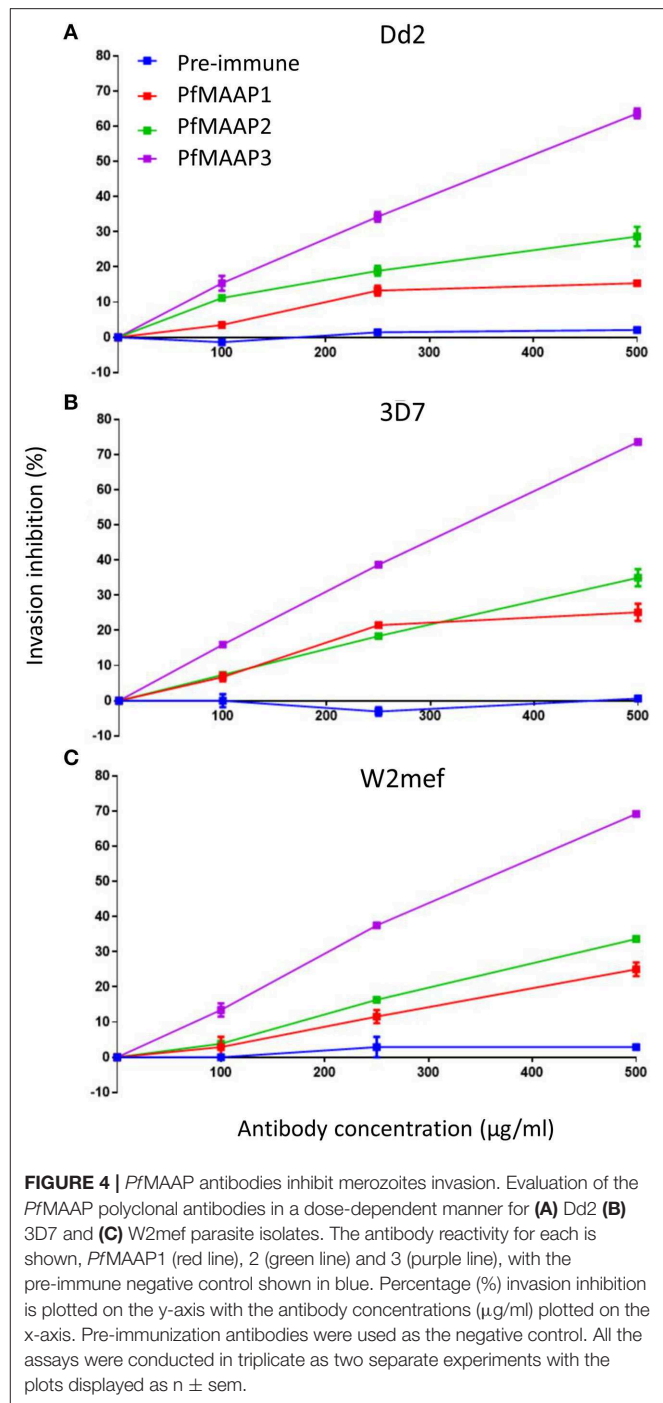 A
Dd2
80
70
60
50
40
30
20
10
0
-10
Pre-immune
PfMAAP1
PfMAAP2
PfMAAP3
100 200 300 400 500
B
3D7
80
70
60
50
40
30
20
10
0
-10
100 200 300 400 500
Invasion inhibition (%)
C
W2mef
80
70
60
50
40
30
20
10
0
-10
100 200 300 400 500
Antibody concentration (µg/ml)
FIGURE 4 | PfMAAP antibodies inhibit merozoites invasion. Evaluation of the
PfMAAP polyclonal antibodies in a dose-dependent manner for (A) Dd2 (B)
3D7 and (C) W2mef parasite isolates. The antibody reactivity for each is
shown, PfMAAP1 (red line), 2 (green line) and 3 (purple line), with the
pre-immune negative control shown in blue. Percentage (%) invasion inhibition
is plotted on the y-axis with the antibody concentrations (µg/ml) plotted on the
x-axis. Pre-immunization antibodies were used as the negative control. All the
assays were conducted in triplicate as two separate experiments with the
plots displayed as n ± sem.